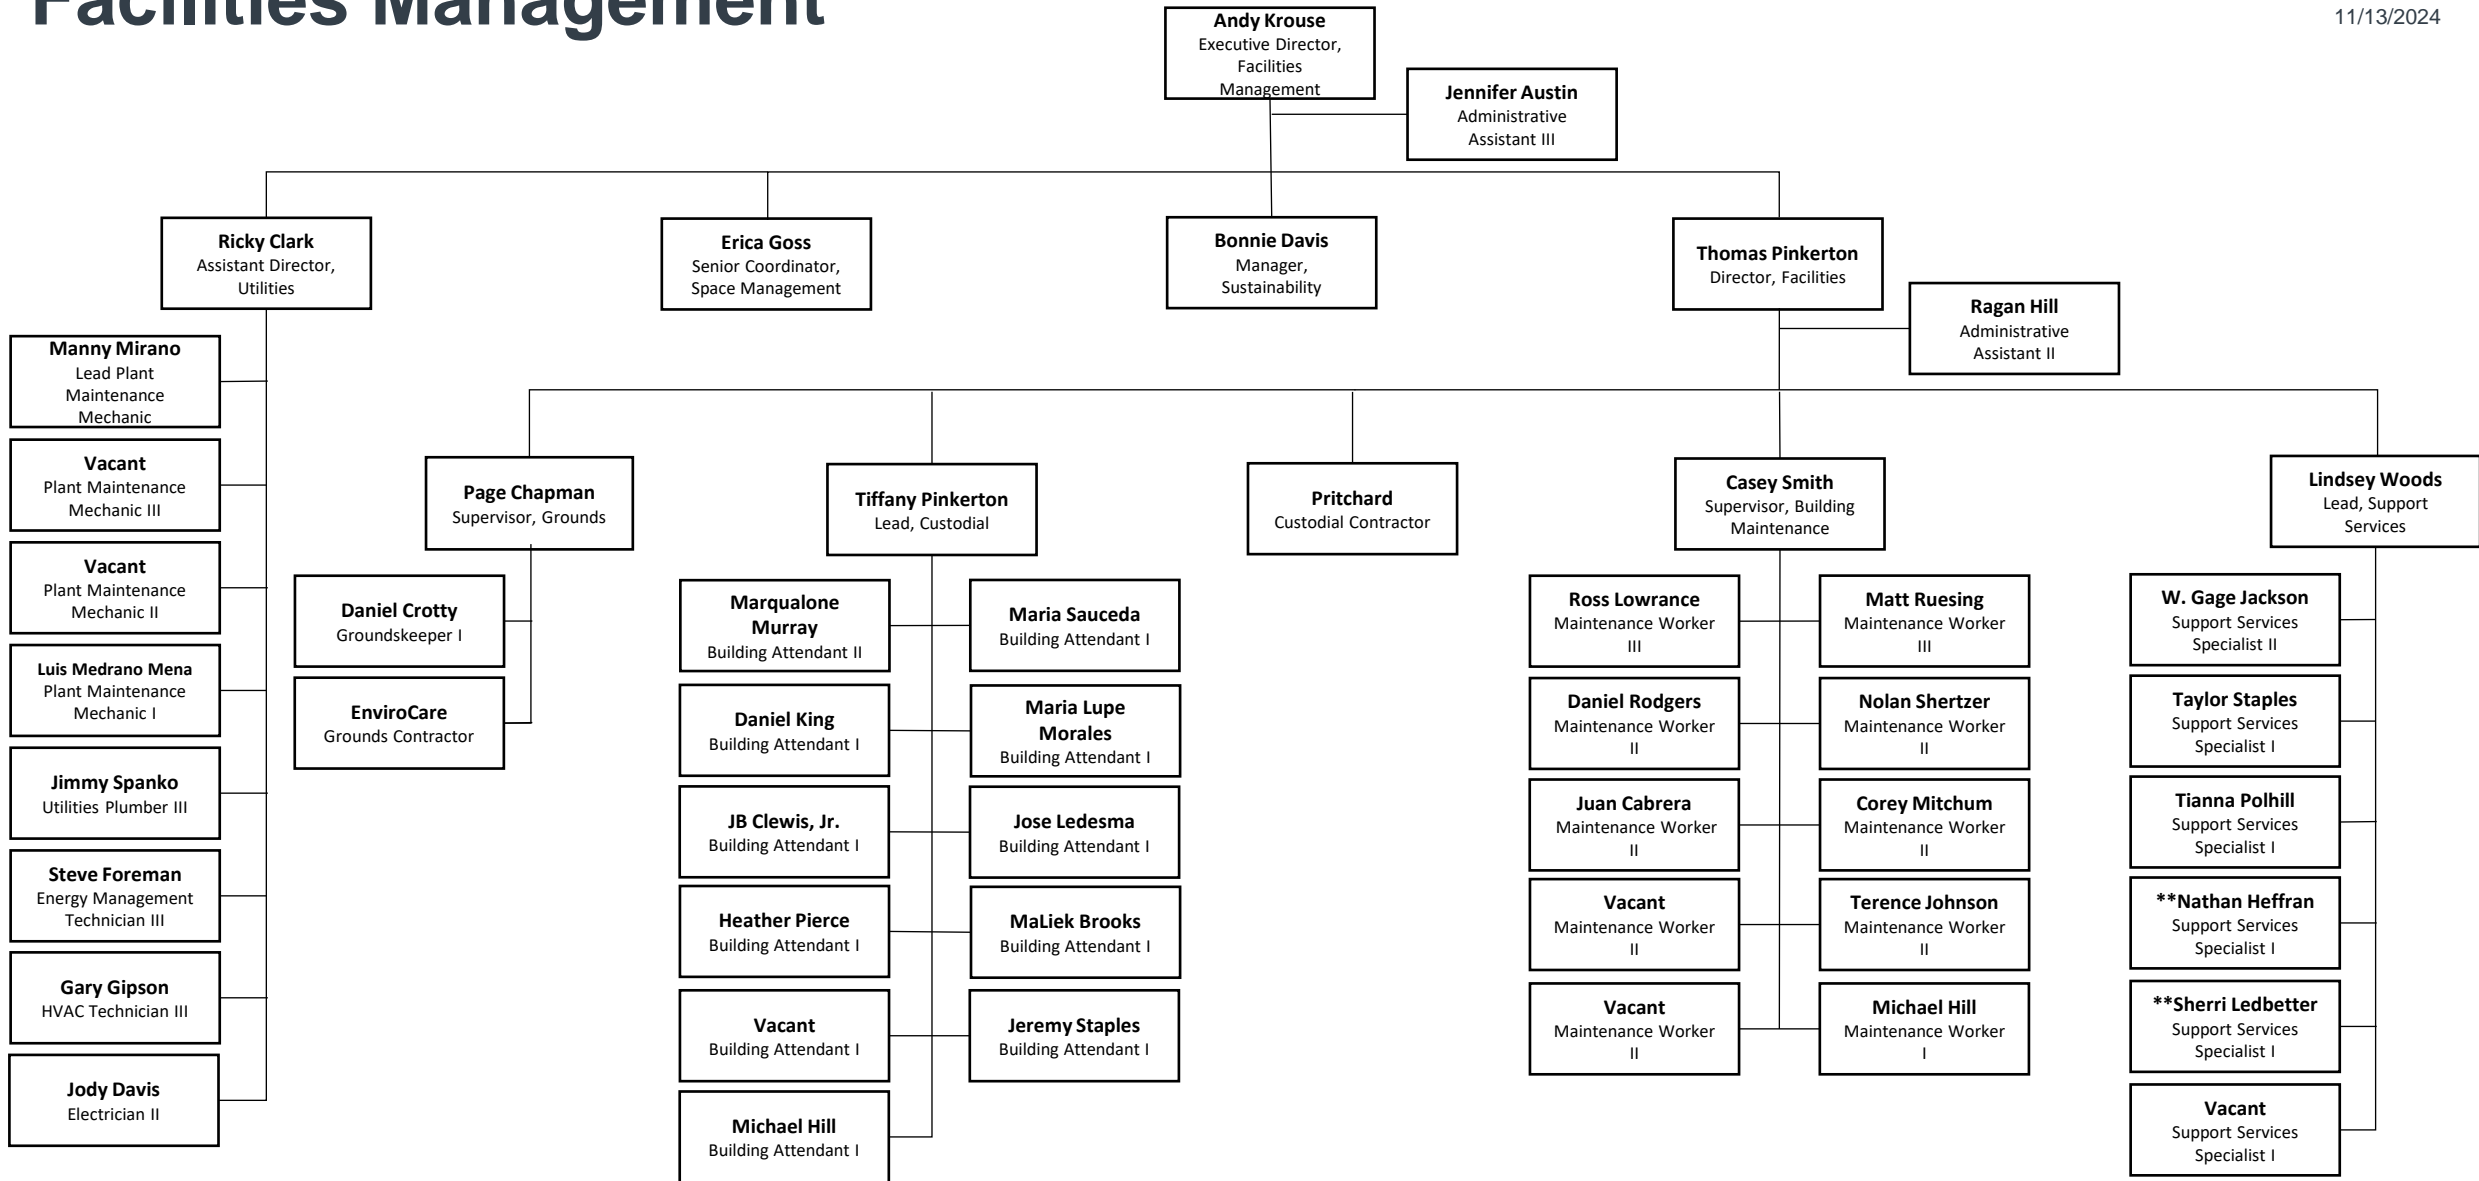 Facilities Management
11/13/2024
Andy Krouse
Executive Director,
Facilities
Management
Jennifer Austin
Administrative
Assistant III
Ricky Clark
Assistant Director,
Utilities
Erica Goss
Senior Coordinator,
Space Management
Bonnie Davis
Manager,
Sustainability
Thomas Pinkerton
Director, Facilities
Ragan Hill
Administrative
Assistant II
Manny Mirano
Lead Plant
Maintenance
Mechanic
Vacant
Plant Maintenance
Mechanic III
Vacant
Plant Maintenance
Mechanic II
Luis Medrano Mena
Plant Maintenance
Mechanic I
Jimmy Spanko
Utilities Plumber III
Steve Foreman
Energy Management
Technician III
Gary Gipson
HVAC Technician III
Jody Davis
Electrician II
Page Chapman
Supervisor, Grounds
Daniel Crotty
Groundskeeper I
EnviroCare
Grounds Contractor
Tiffany Pinkerton
Lead, Custodial
Marqualone
Murray
Building Attendant II
Maria Sauceda
Building Attendant I
Daniel King
Building Attendant I
Maria Lupe
Morales
Building Attendant I
JB Clewis, Jr.
Building Attendant I
Jose Ledesma
Building Attendant I
Heather Pierce
Building Attendant I
MaLiek Brooks
Building Attendant I
Vacant
Building Attendant I
Jeremy Staples
Building Attendant I
Michael Hill
Building Attendant I
Pritchard
Custodial Contractor
Casey Smith
Supervisor, Building
Maintenance
Ross Lowrance
Maintenance Worker
III
Matt Ruesing
Maintenance Worker
III
Daniel Rodgers
Maintenance Worker
II
Nolan Shertzer
Maintenance Worker
II
Juan Cabrera
Maintenance Worker
II
Corey Mitchum
Maintenance Worker
II
Vacant
Maintenance Worker
II
Terence Johnson
Maintenance Worker
II
Vacant
Maintenance Worker
II
Michael Hill
Maintenance Worker
I
Lindsey Woods
Lead, Support
Services
W. Gage Jackson
Support Services
Specialist II
Taylor Staples
Support Services
Specialist I
Tianna Polhill
Support Services
Specialist I
**Nathan Heffran
Support Services
Specialist I
**Sherri Ledbetter
Support Services
Specialist I
Vacant
Support Services
Specialist I